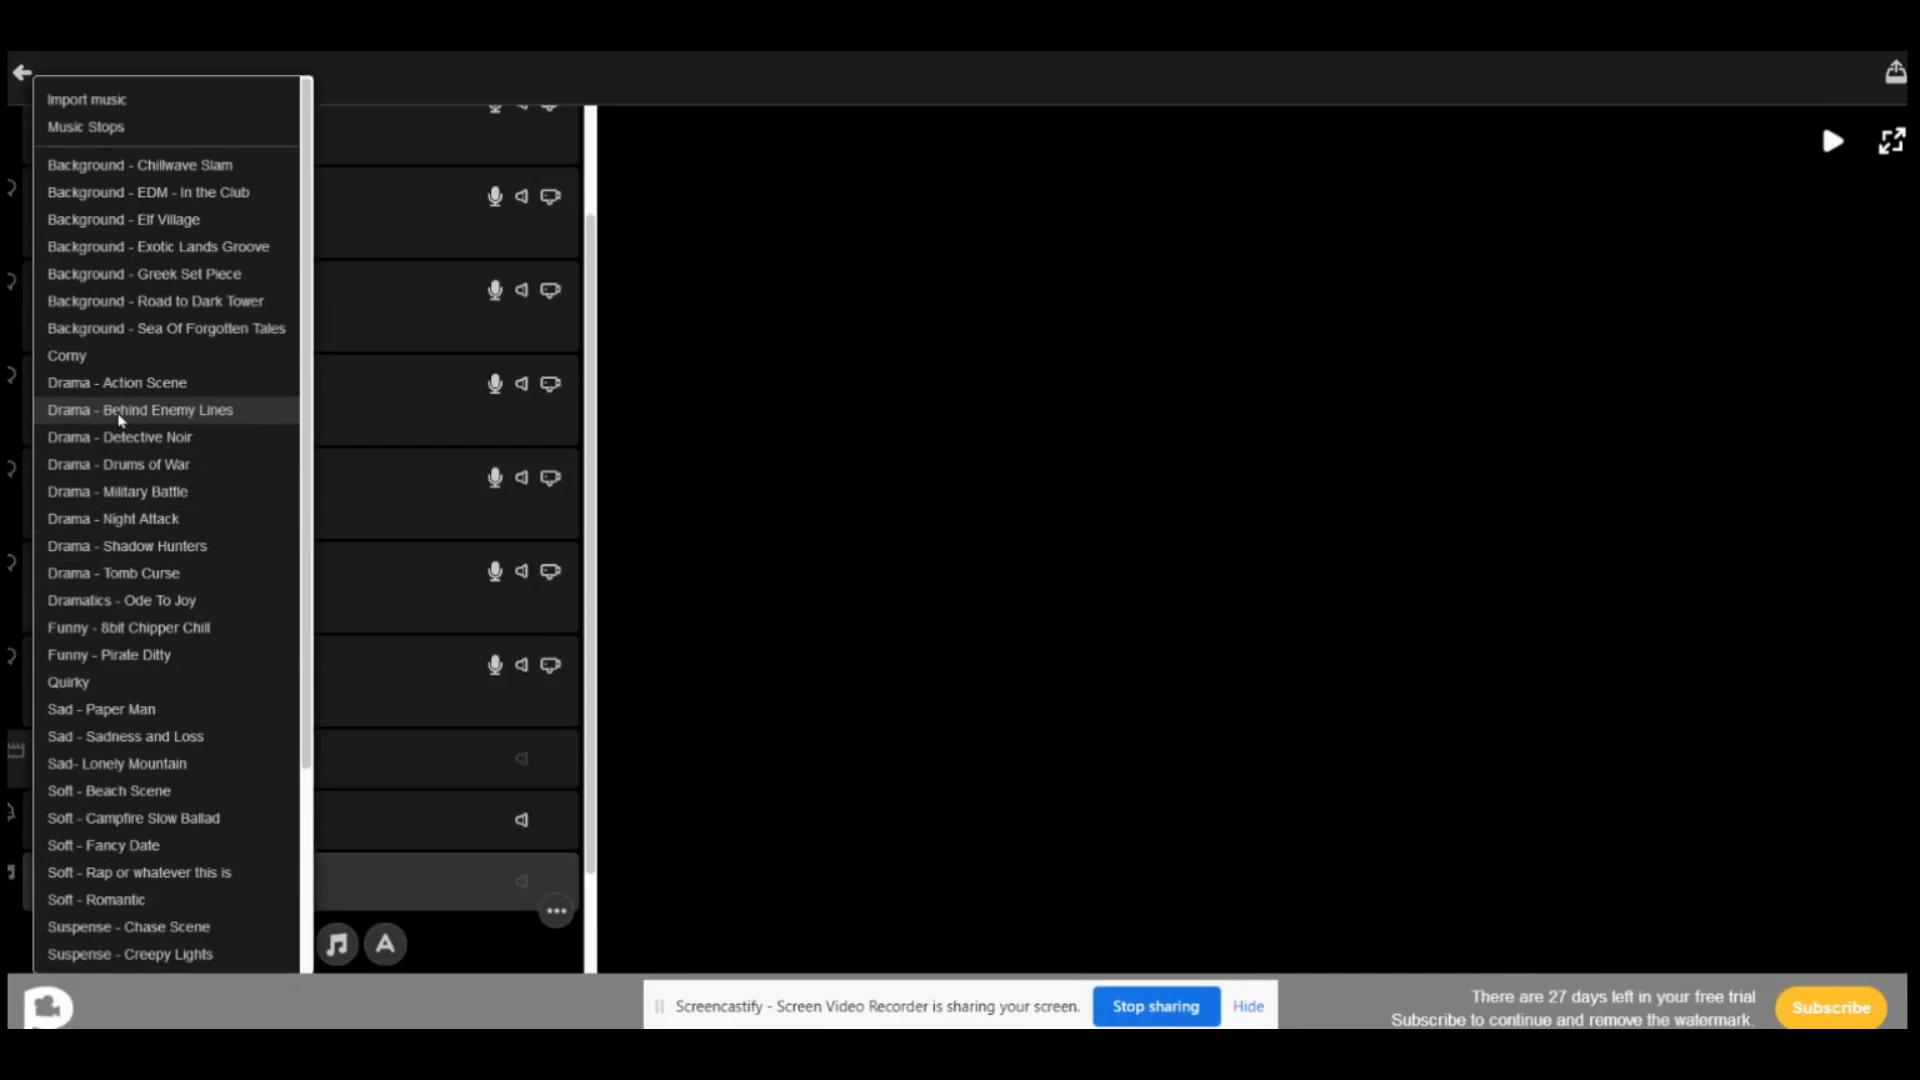 Import music
Music Stops
Background - Chillwave Slam
Background - EDM - In the Club
Background - Elf Village
Background - Exotic Lands Groove
Background - Greek Set Piece
Background - Road to Dark Tower
Background - Sea Of Forgotten Tales
Corny
Drama - Action Scene
Drama - Behind Enemy Lines
Drama - Detective Noir
Drama - Drums of War
Drama - Military Battle
Drama - Night Attack
Drama - Shadow Hunters
Drama - Tomb Curse
Dramatics - Ode To Joy
Funny - 8bit Chipper Chill
Funny - Pirate Ditty
Quirky
Sad - Paper Man
Sad - Sadness and Loss
Sad- Lonely Mountain
Soft - Beach Scene
Soft - Campfire Slow Ballad
Soft - Fancy Date
Soft - Rap or whatever this is
Soft - Romantic
Suspense - Chase Scene
Suspense - Creepy Lights
A
Screencastify - Screen Video Recorder is sharing your screen.
Stop sharing
Hide
There are 27 days left in your free trial
Subscribe to continue and remove the watermark.
Subscribe